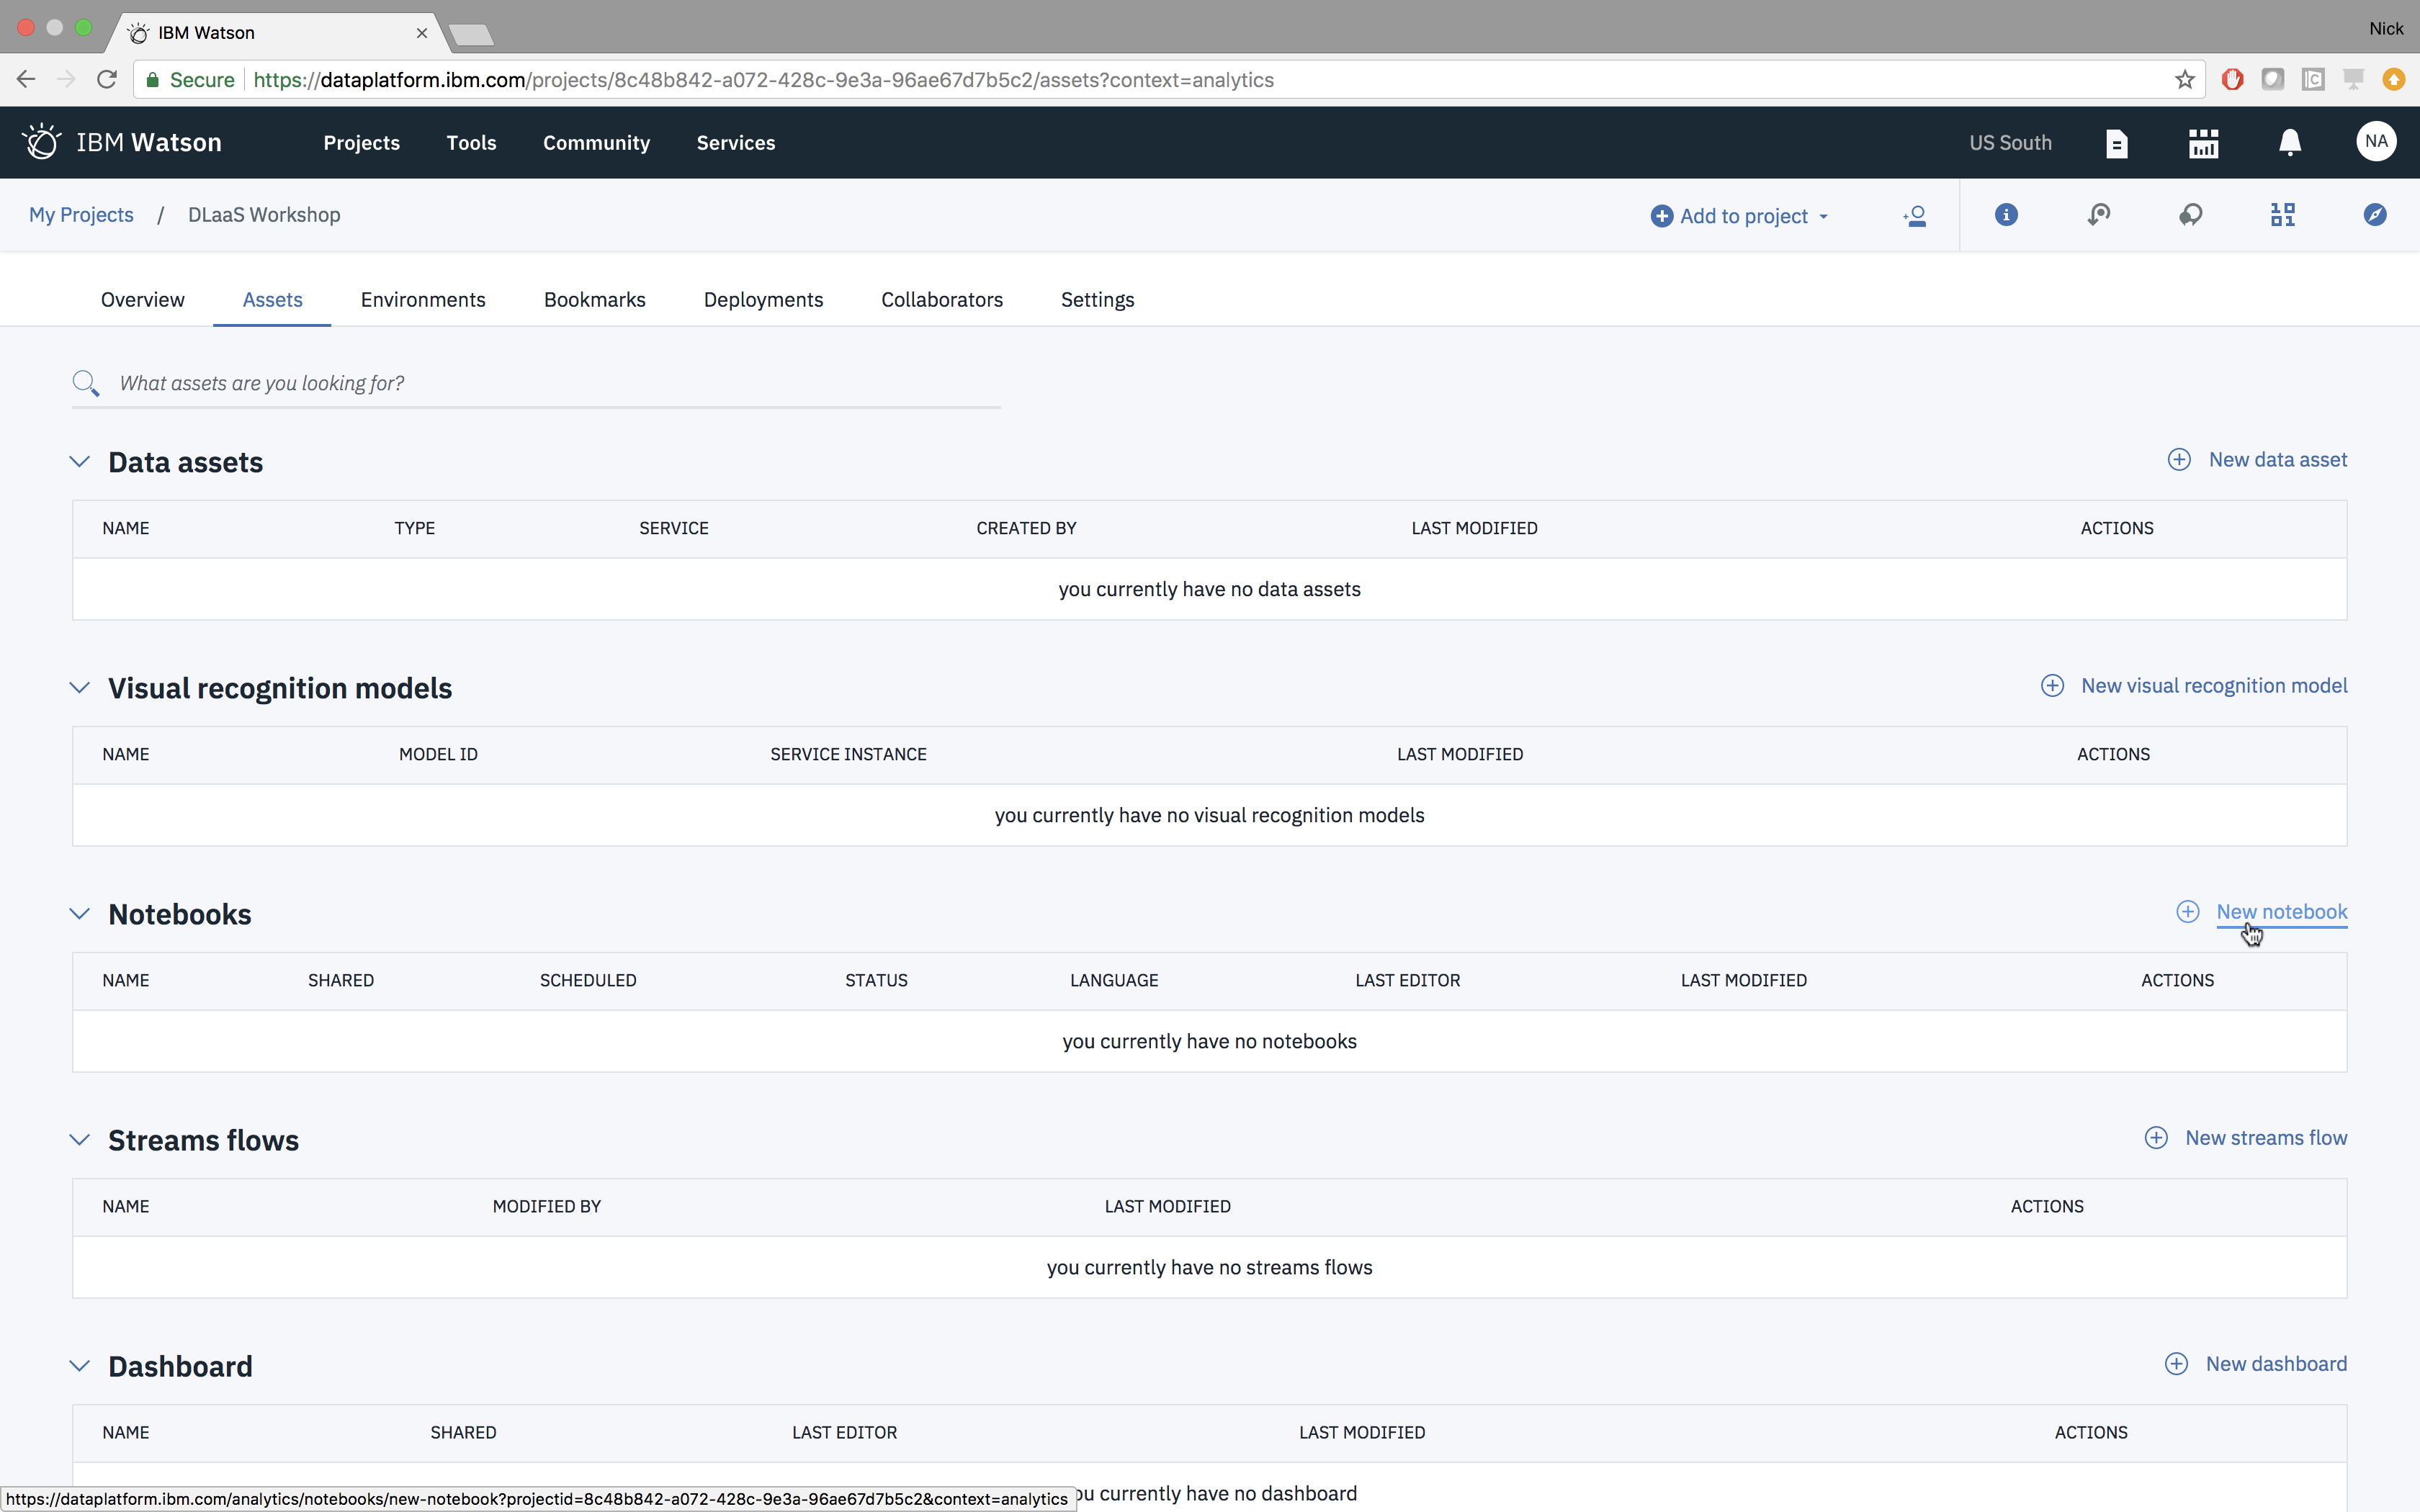 IBM Watson
Nick
Secure https://dataplatform.ibm.com/projects/8c48b842-a072-428c-9e3a-96ae67d7b5c2/assets?context=analytics
IBM Watson Projects Tools Community Services US South NA
My Projects / DLaaS Workshop Add to project
Overview Assets Environments Bookmarks Deployments Collaborators Settings
What assets are you looking for?
Data assets New data asset
NAME TYPE SERVICE CREATED BY LAST MODIFIED ACTIONS
you currently have no data assets
Visual recognition models New visual recognition model
NAME MODEL ID SERVICE INSTANCE LAST MODIFIED ACTIONS
you currently have no visual recognition models
Notebooks New notebook
NAME SHARED SCHEDULED STATUS LANGUAGE LAST EDITOR LAST MODIFIED ACTIONS
you currently have no notebooks
Streams flows New streams flow
NAME MODIFIED BY LAST MODIFIED ACTIONS
you currently have no streams flows
Dashboard New dashboard
NAME SHARED LAST EDITOR LAST MODIFIED ACTIONS
ou currently have no dashboard
https://dataplatform.ibm.com/analytics/notebooks/new-notebook?projectid=8c48b842-a072-428c-9e3a-96ae67d7b5c2&context=analytics